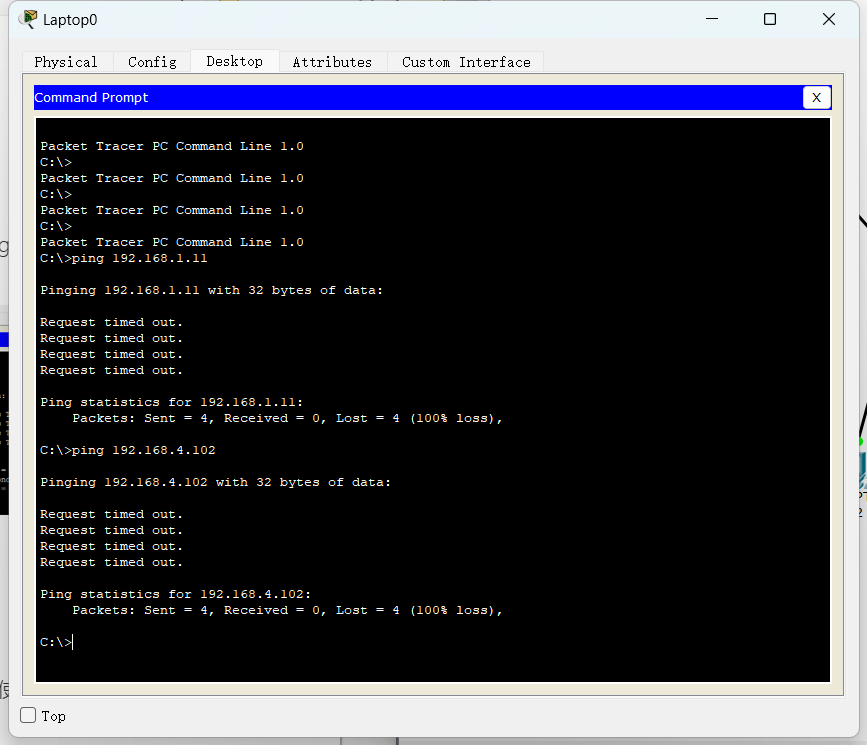 Laptop0
Physical Config Desktop Attributes Custom Interface
Command Prompt X
Packet Tracer PC Command Line 1.0
C:\>
Packet Tracer PC Command Line 1.0
C:\>
Packet Tracer PC Command Line 1.0
C:\>
Packet Tracer PC Command Line 1.0
C:\>ping 192.168.1.11
Pinging 192.168.1.11 with 32 bytes of data:
Request timed out.
Request timed out.
Request timed out.
Request timed out.
Ping statistics for 192.168.1.11:
Packets: Sent = 4, Received = 0, Lost = 4 (100% loss),
C:\>ping 192.168.4.102
Pinging 192.168.4.102 with 32 bytes of data:
Request timed out.
Request timed out.
Request timed out.
Request timed out.
Ping statistics for 192.168.4.102:
Packets: Sent = 4, Received = 0, Lost = 4 (100% loss),
C:\>
Top